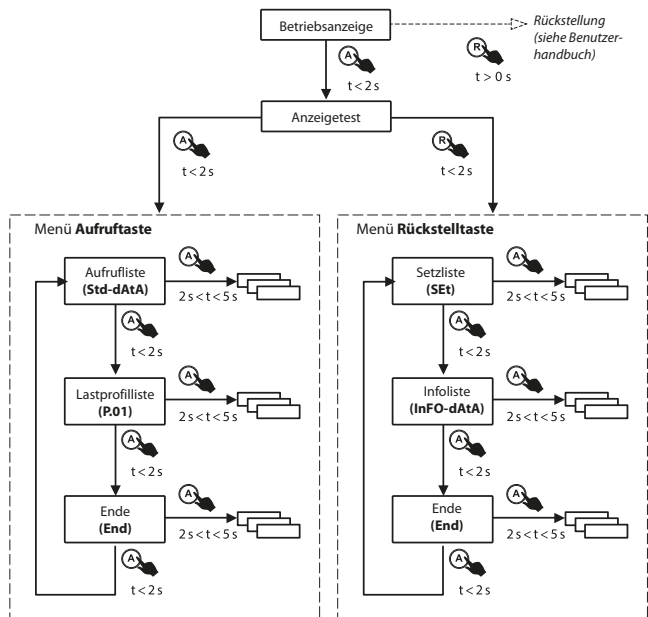 Betriebsanzeige
Rückstellung
(siehe Benutzer-
handbuch)
A
t < 2 s
R
t > 0 s
Anzeigetest
A
t < 2 s
R
t < 2 s
Menü Aufruftaste
Aufrufliste
(Std-dAtA)
A
2 s < t < 5 s
A
t < 2 s
Lastprofilliste
(P.01)
A
2 s < t < 5 s
A
t < 2 s
Ende
(End)
A
2 s < t < 5 s
A
t < 2 s
Menü Rückstelltaste
Setzliste
(SEt)
A
2 s < t < 5 s
A
t < 2 s
Infoliste
(InFO-dAtA)
A
2 s < t < 5 s
A
t < 2 s
Ende
(End)
A
2 s < t < 5 s
A
t < 2 s